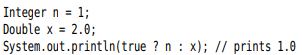 Integer n = 1;
Double x = 2.0;
System.out.println(true ? n : x); // prints 1.0